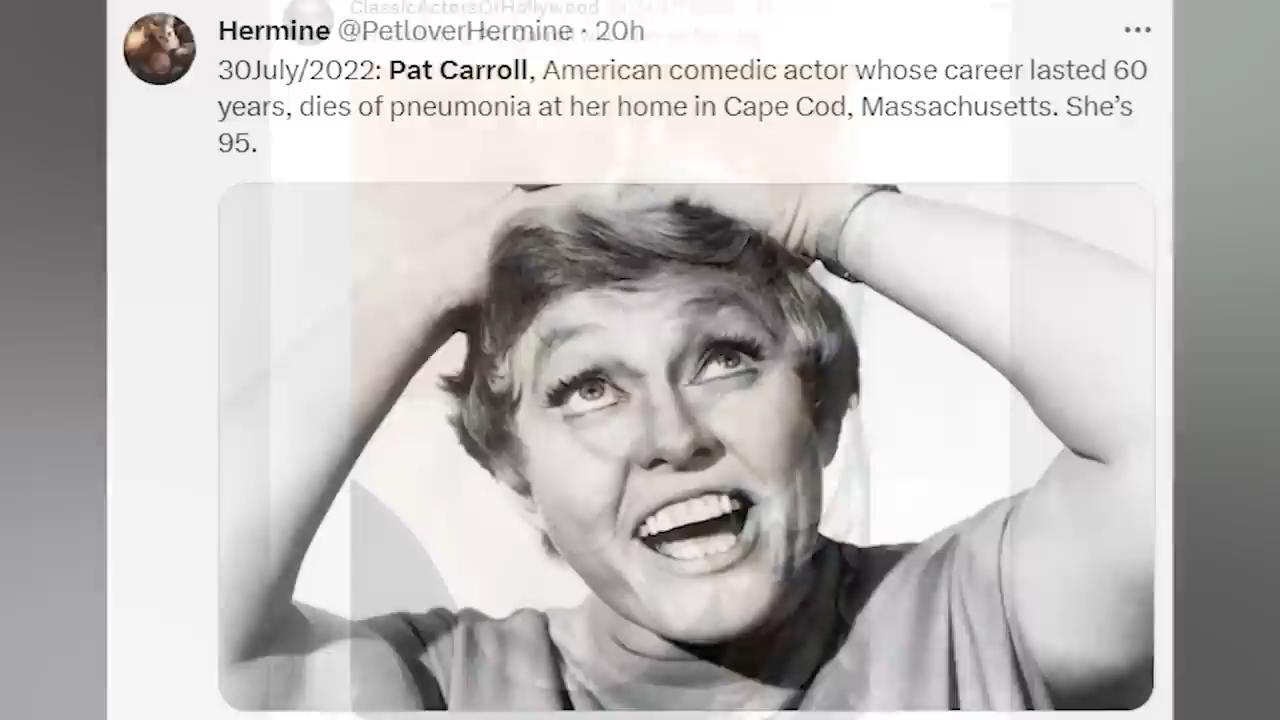 ClassicActorsOfHollywood
Hermine @PetloverHermine · 20h
30July/2022: Pat Carroll, American comedic actor whose career lasted 60
years, dies of pneumonia at her home in Cape Cod, Massachusetts. She’s
95.